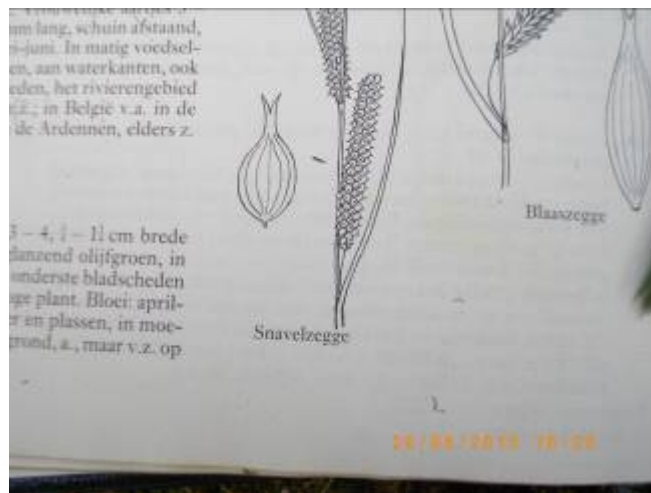 mm lang, schuin afstaand,
ei-juni. In matig voedsel-
en, aan waterkanten, ook
eden, het rivierengebied
in België v.a. in de
de Ardennen, elders z.
Blaaszegge
3 – 4, cm brede
glanzend olijfgroen, in
onderste bladscheden
ge plant. Bloei: april-
er en plassen, in moe-
grond, a., maar v.z. op
Snavelzegge